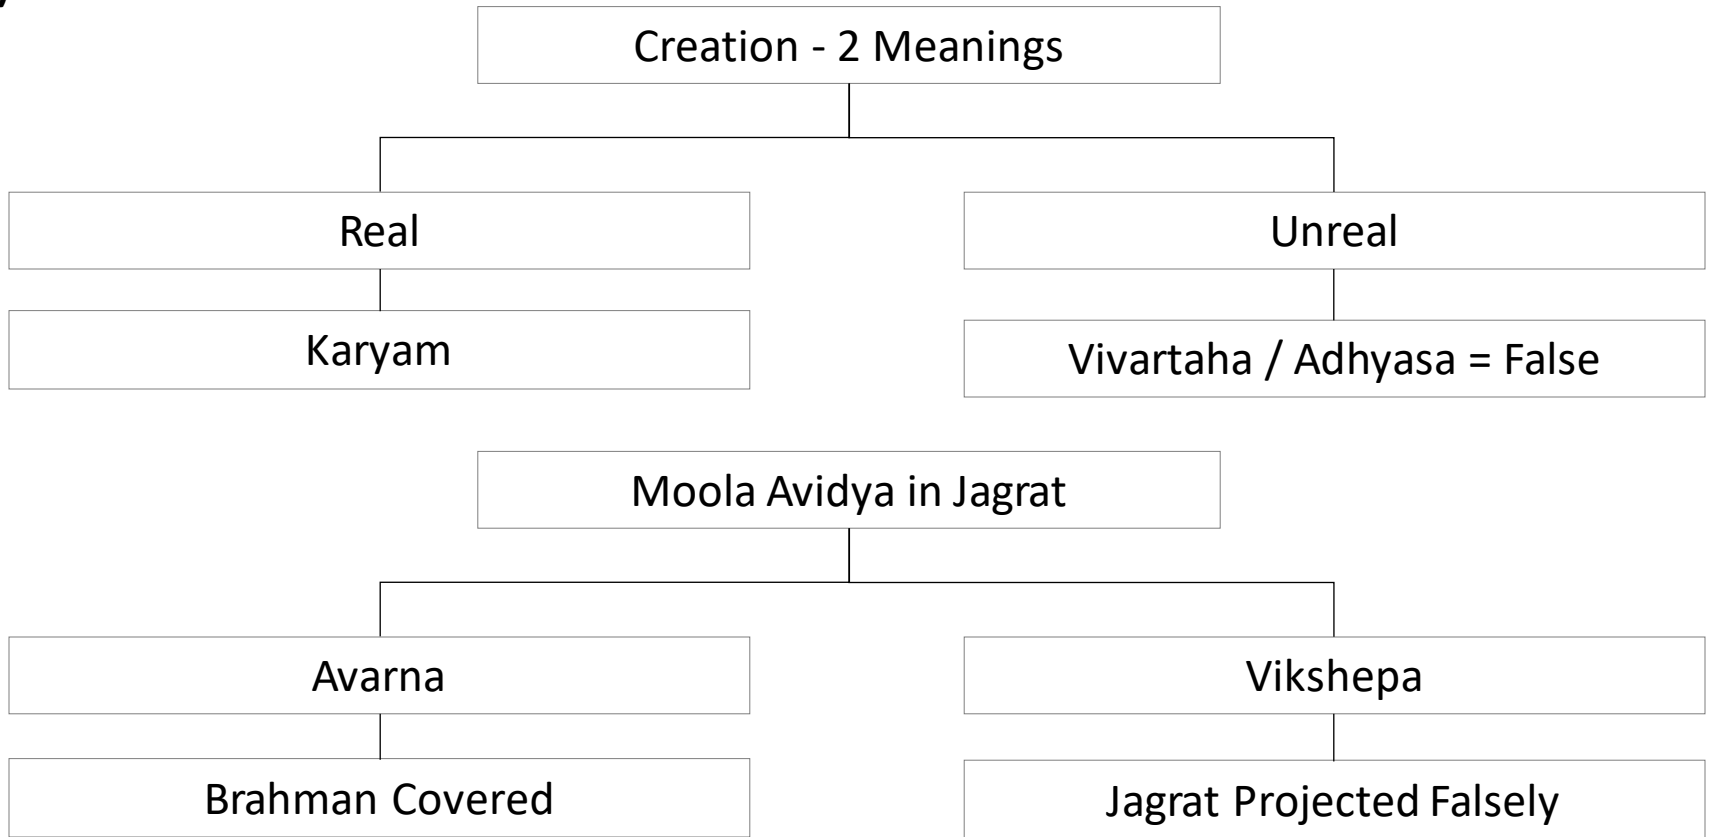 Creation - 2 Meanings
Real
Unreal
Karyam
Vivartaha / Adhyasa = False
Moola Avidya in Jagrat
Avarna
Vikshepa
Brahman Covered
Jagrat Projected Falsely